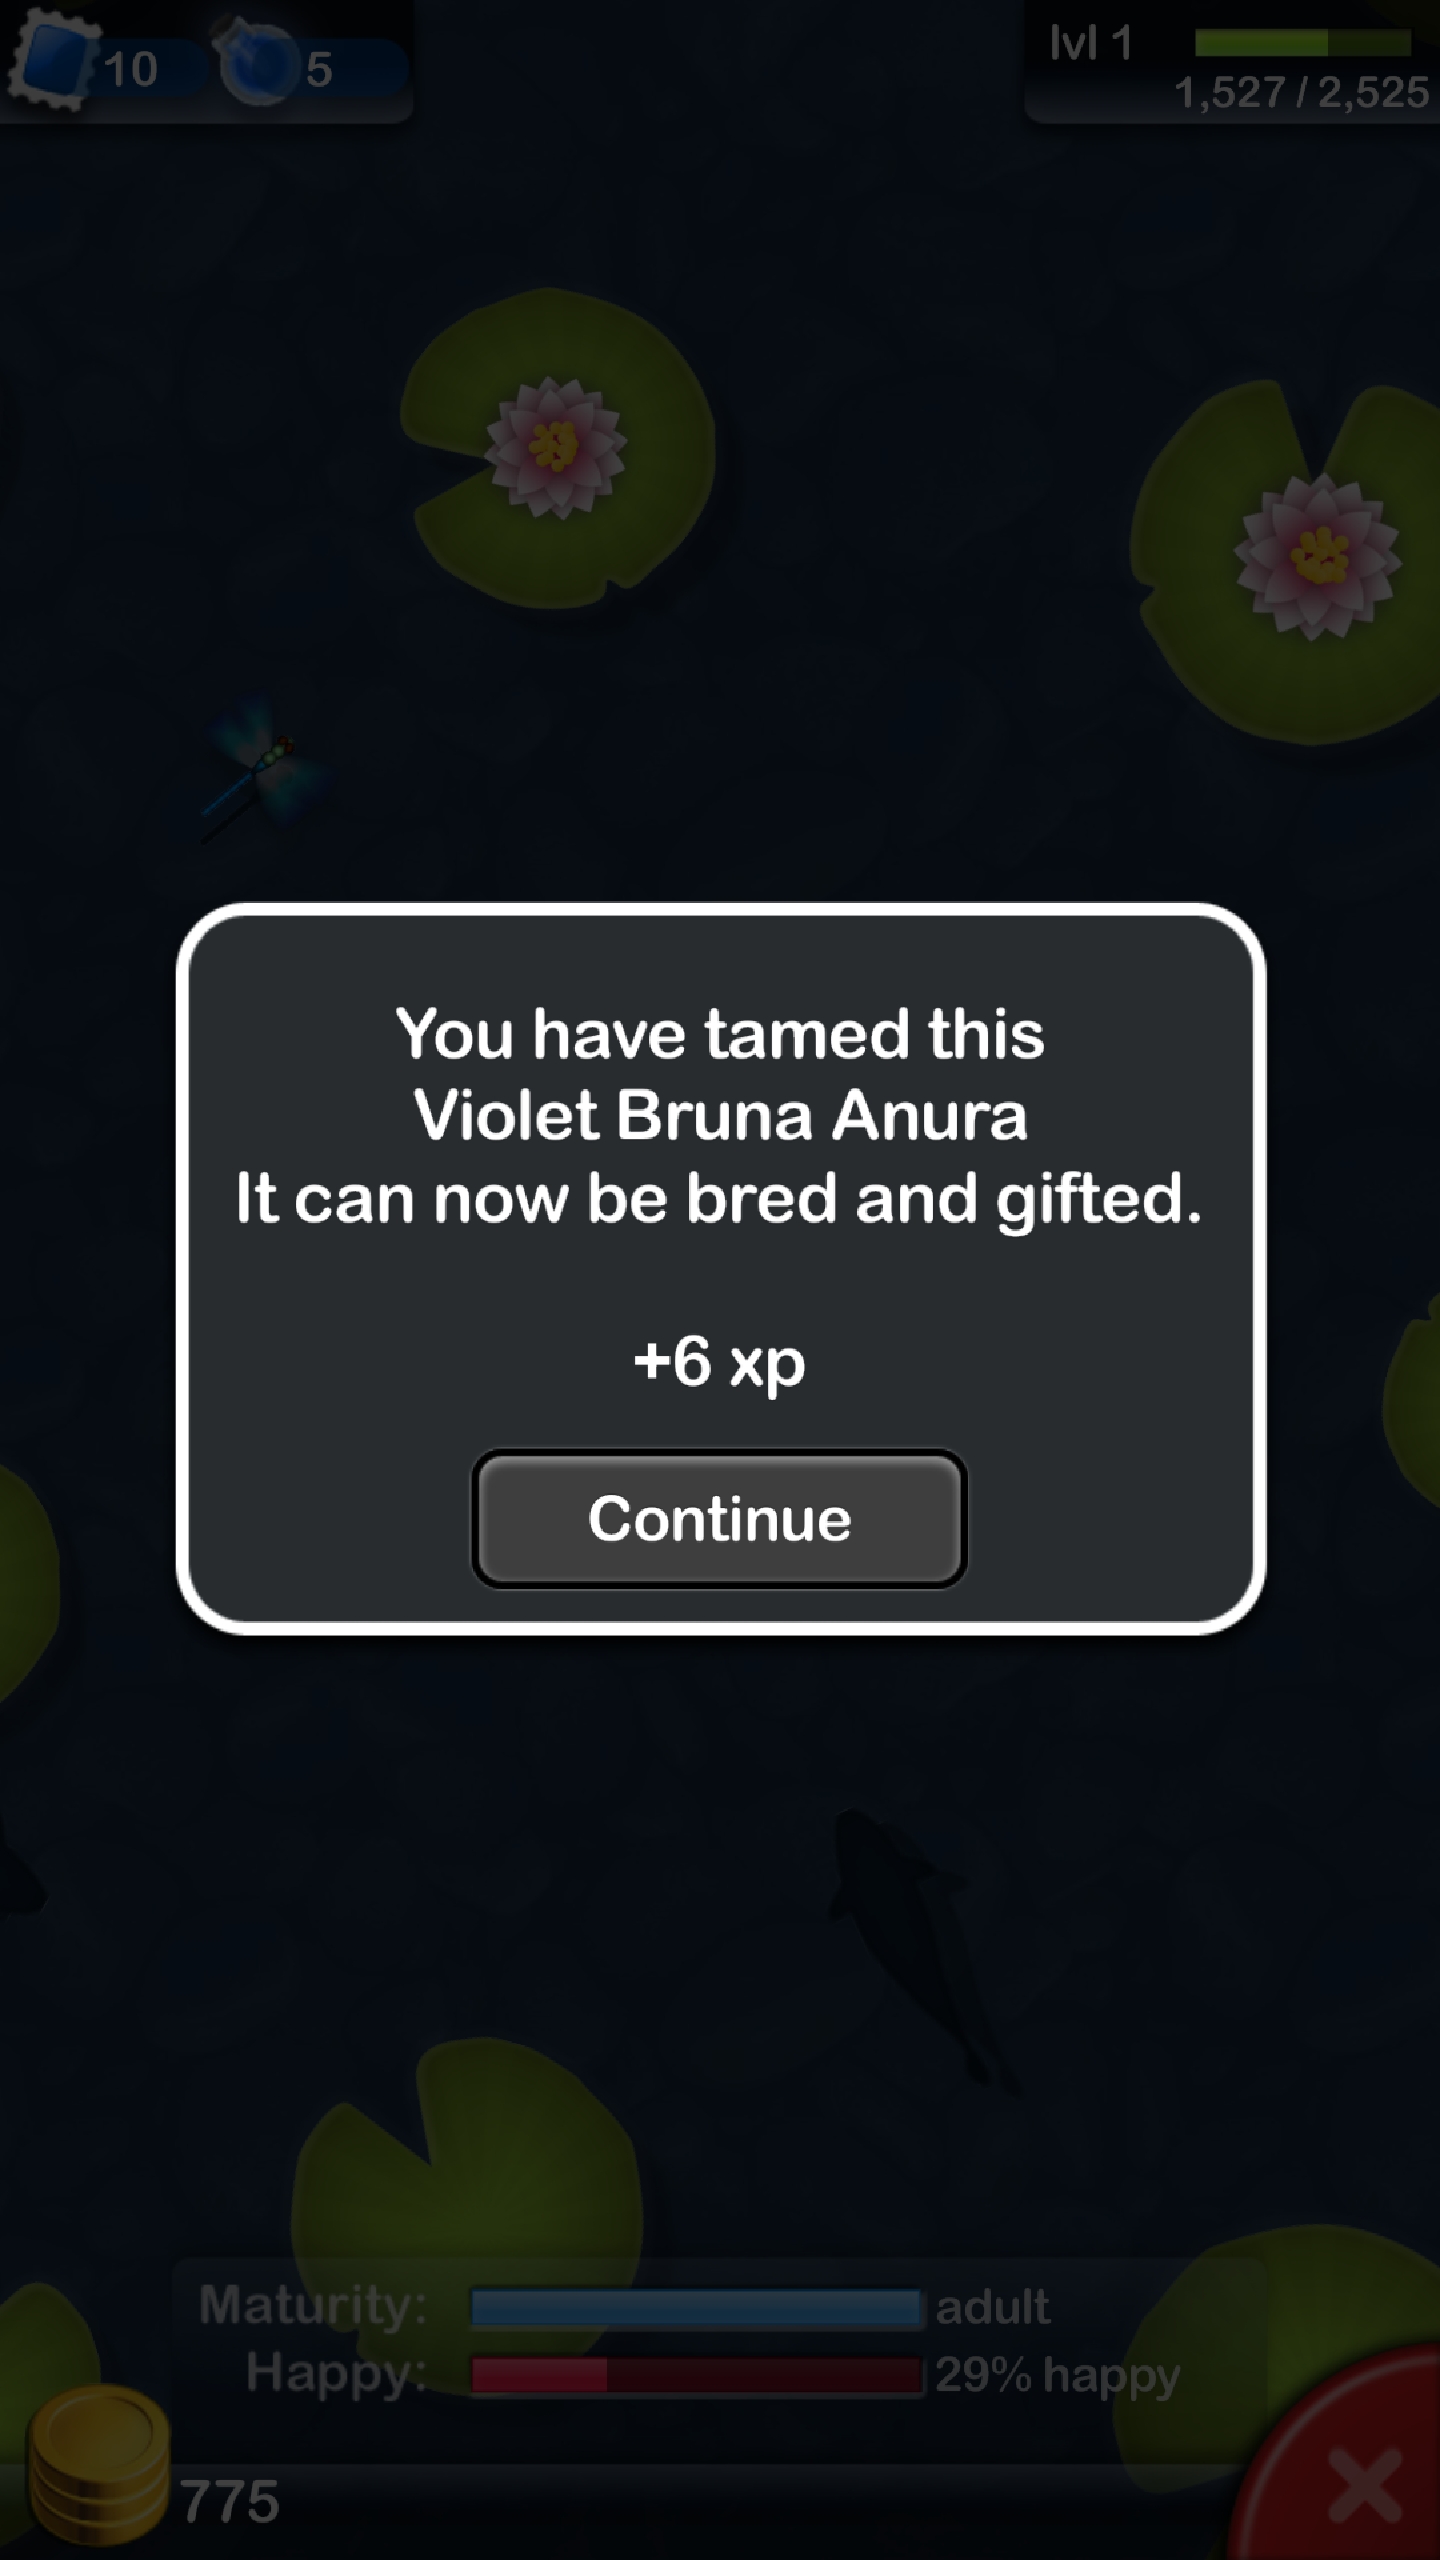 10
5
lvl 1
1,527 / 2,525
You have tamed this
Violet Bruna Anura
It can now be bred and gifted.
+6 xp
Continue
Maturity: adult
Happy: 29% happy
775